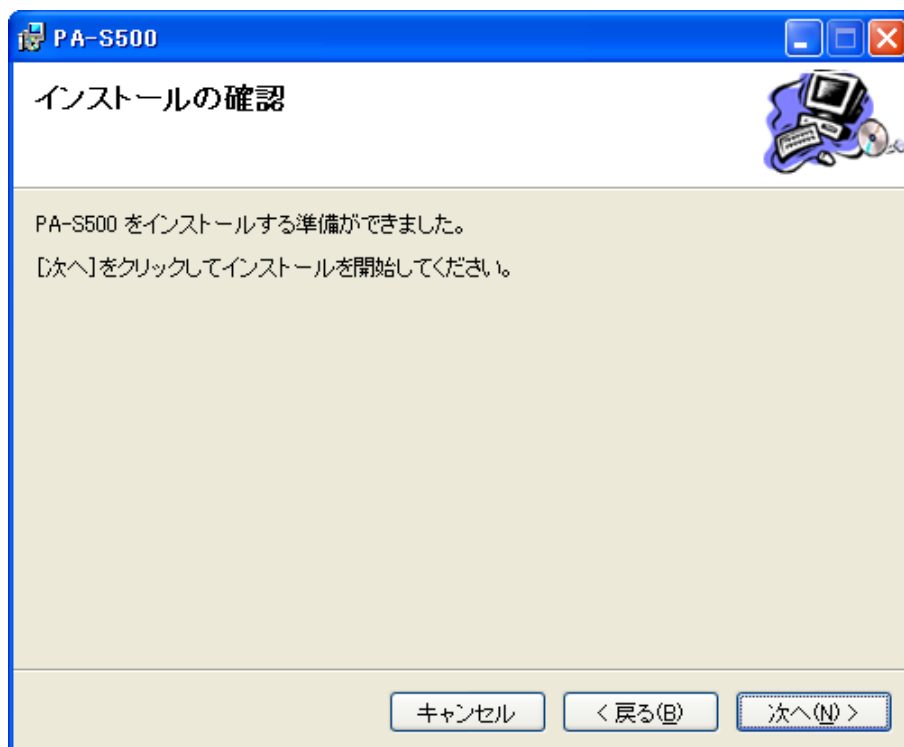 PA-S500
インストールの確認
PA-S500 をインストールする準備ができました。
[次へ]をクリックしてインストールを開始してください。
キャンセル
< 戻る(B)
次へ(N) >